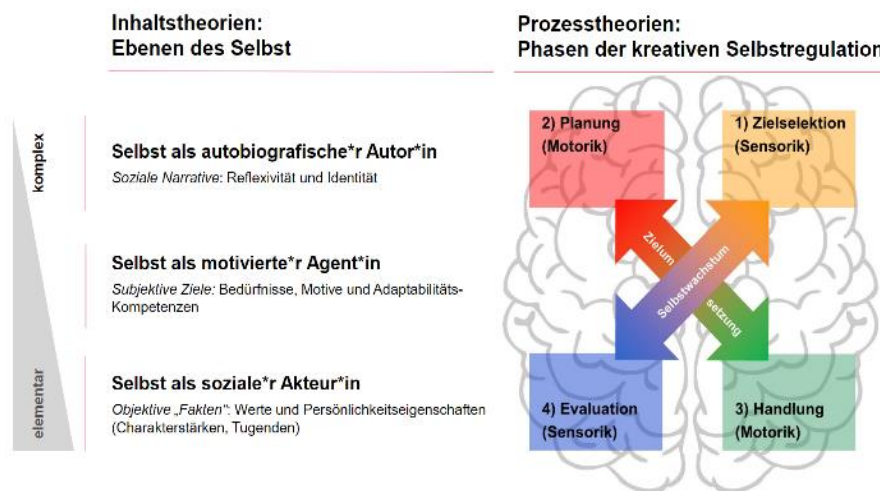 Inhaltstheorien:
Ebenen des Selbst
Prozesstheorien:
Phasen der kreativen Selbstregulation
komplex
elementar
Selbst als autobiografische*r Autor*in
Soziale Narrative: Reflexivität und Identität
Selbst als motivierte*r Agent*in
Subjektive Ziele: Bedürfnisse, Motive und Adaptabilitäts-
Kompetenzen
Selbst als soziale*r Akteur*in
Objektive „Fakten": Werte und Persönlichkeitseigenschaften
(Charakterstärken, Tugenden)
2) Planung
(Motorik)
1) Zielselektion
(Sensorik)
Zielum
setzung
Selbstwachstum
4) Evaluation
(Sensorik)
3) Handlung
(Motorik)